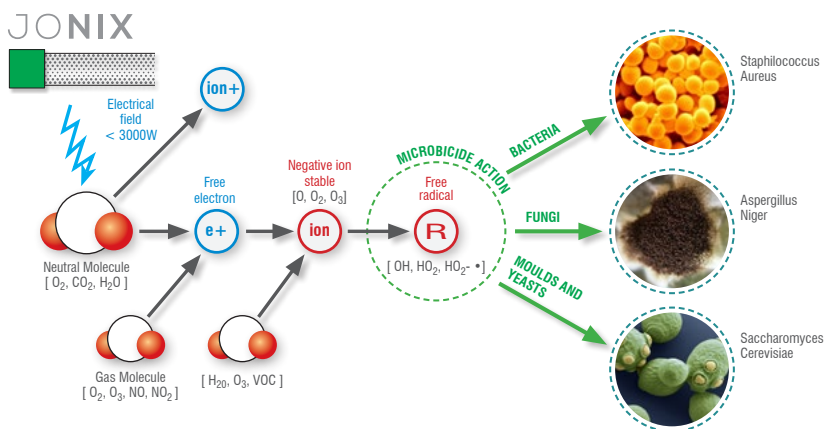 JONIX
Electrical
field
< 3000W
ion+
Neutral Molecule
[ O₂, CO₂, H₂O ]
Free
electron
e+
Gas Molecule
[ O₂, O₃, NO, NO₂ ]
Negative ion
stable
[O, O₂, O₃]
ion
[ H₂₀, O₃, VOC ]
MICROBICIDE ACTION
Free
radical
R
[ OH, HO₂, HO₂- •]
BACTERIA
FUNGI
MOULDS AND
YEASTS
Staphilococcus
Aureus
Aspergillus
Niger
Saccharomyces
Cerevisiae